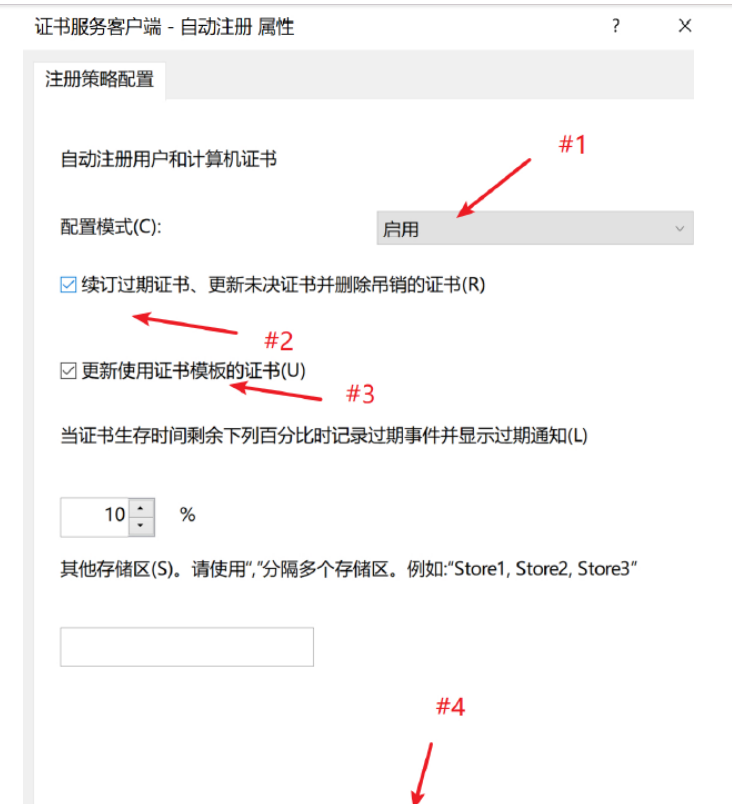 证书服务客户端 - 自动注册 属性 ? ×
注册策略配置
#1
自动注册用户和计算机证书
配置模式(C): 启用
续订过期证书、更新未决证书并删除吊销的证书(R)
#2
更新使用证书模板的证书(U)
#3
当证书生存时间剩余下列百分比时记录过期事件并显示过期通知(L)
10 %
其他存储区(S)。请使用“,”分隔多个存储区。例如:“Store1, Store2, Store3”
#4